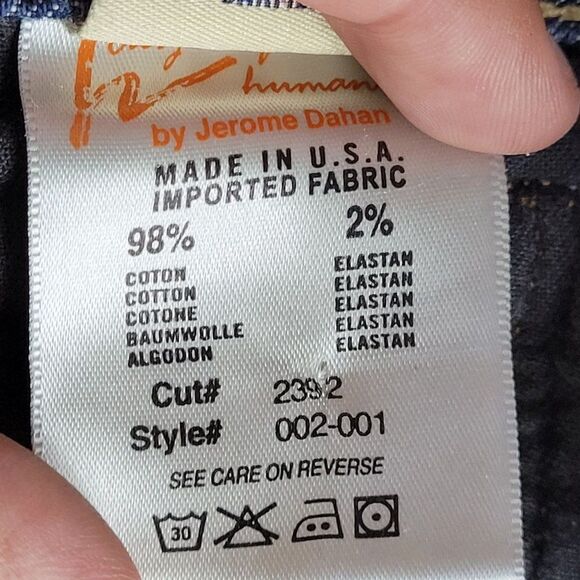 human
by Jerome Dahan
MADE IN U.S.A.
IMPORTED FABRIC
98% 2%
COTON ELASTAN
COTTON ELASTAN
COTONE ELASTAN
BAUMWOLLE ELASTAN
ALGODON ELASTAN
Cut# 2392
Style# 002-001
SEE CARE ON REVERSE
30